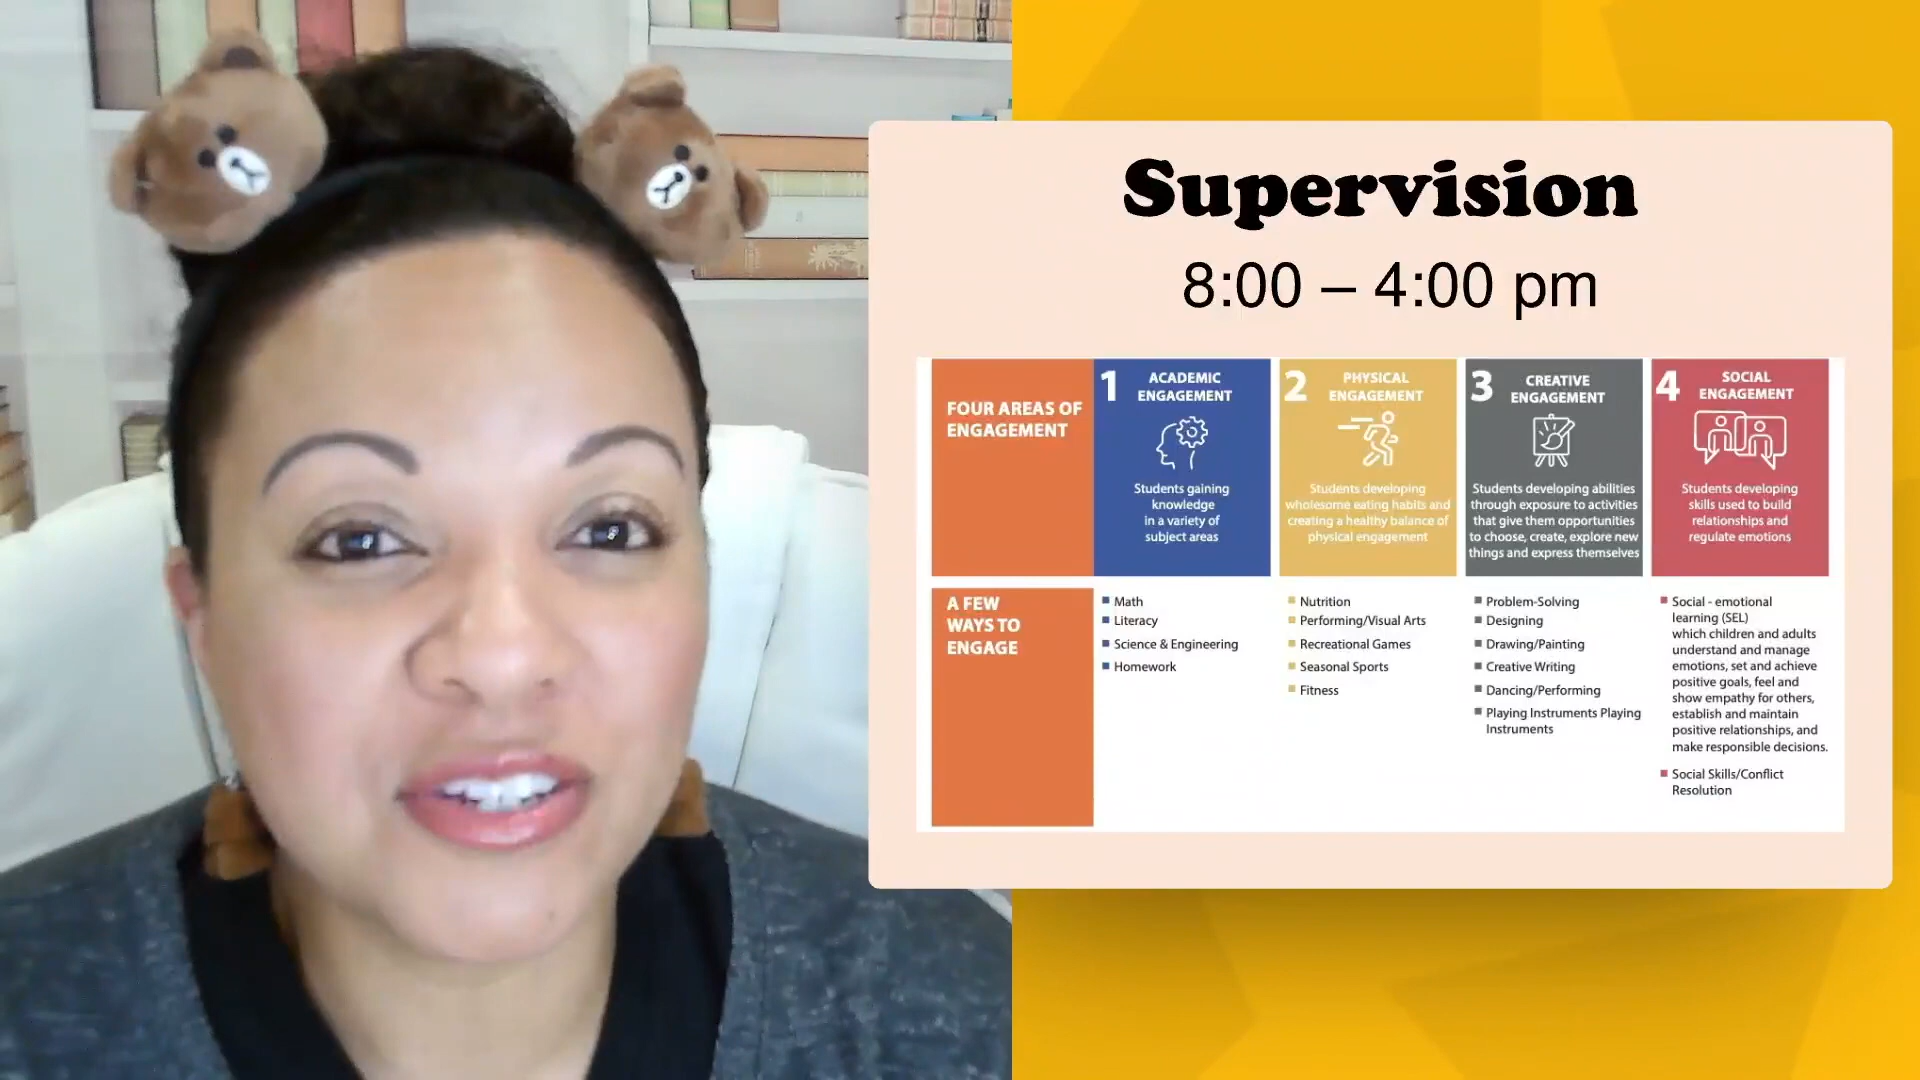 Supervision
8:00 – 4:00 pm
FOUR AREAS OF
ENGAGEMENT
1
ACADEMIC
ENGAGEMENT
Students gaining
knowledge
in a variety of
subject areas
2
PHYSICAL
ENGAGEMENT
Students developing
wholesome eating habits and
creating a healthy balance of
physical engagement
3
CREATIVE
ENGAGEMENT
Students developing abilities
through exposure to activities
that give them opportunities
to choose, create, explore new
things and express themselves
4
SOCIAL
ENGAGEMENT
Students developing
skills used to build
relationships and
regulate emotions
A FEW
WAYS TO
ENGAGE
Math
Literacy
Science & Engineering
Homework
Nutrition
Performing/Visual Arts
Recreational Games
Seasonal Sports
Fitness
Problem-Solving
Designing
Drawing/Painting
Creative Writing
Dancing/Performing
Playing Instruments Playing
Instruments
Social - emotional
learning (SEL)
which children and adults
understand and manage
emotions, set and achieve
positive goals, feel and
show empathy for others,
establish and maintain
positive relationships, and
make responsible decisions.
Social Skills/Conflict
Resolution